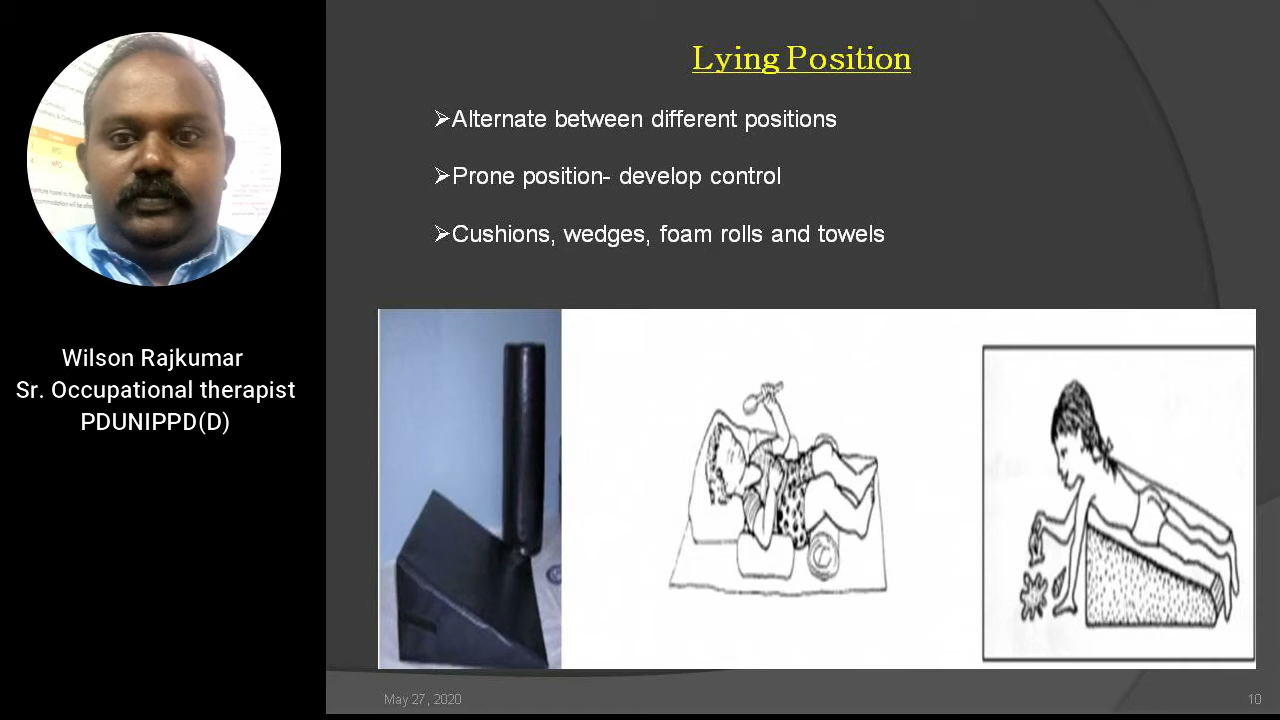 Lying Position
➢Alternate between different positions
➢Prone position- develop control
➢Cushions, wedges, foam rolls and towels
Wilson Rajkumar
Sr. Occupational therapist
PDUNIPPD(D)
May 27, 2020
10